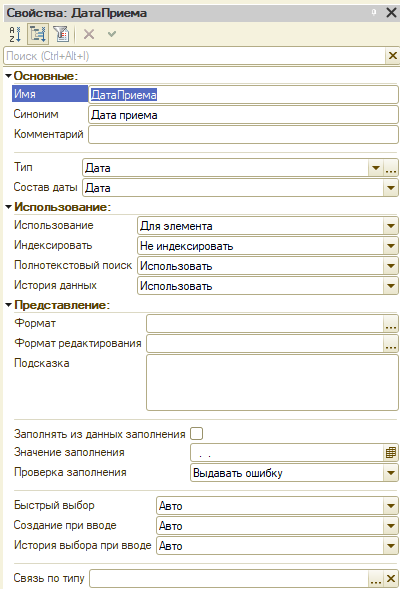 Свойства: ДатаПриема
Поиск (Ctrl+Alt+I)
Основные:
Имя ДатаПриема
Синоним Дата приема
Комментарий
Тип Дата
Состав даты Дата
Использование:
Использование Для элемента
Индексировать Не индексировать
Полнотекстовый поиск Использовать
История данных Использовать
Представление:
Формат
Формат редактирования
Подсказка
Заполнять из данных заполнения
Значение заполнения . .
Проверка заполнения Выдавать ошибку
Быстрый выбор Авто
Создание при вводе Авто
История выбора при вводе Авто
Связь по типу